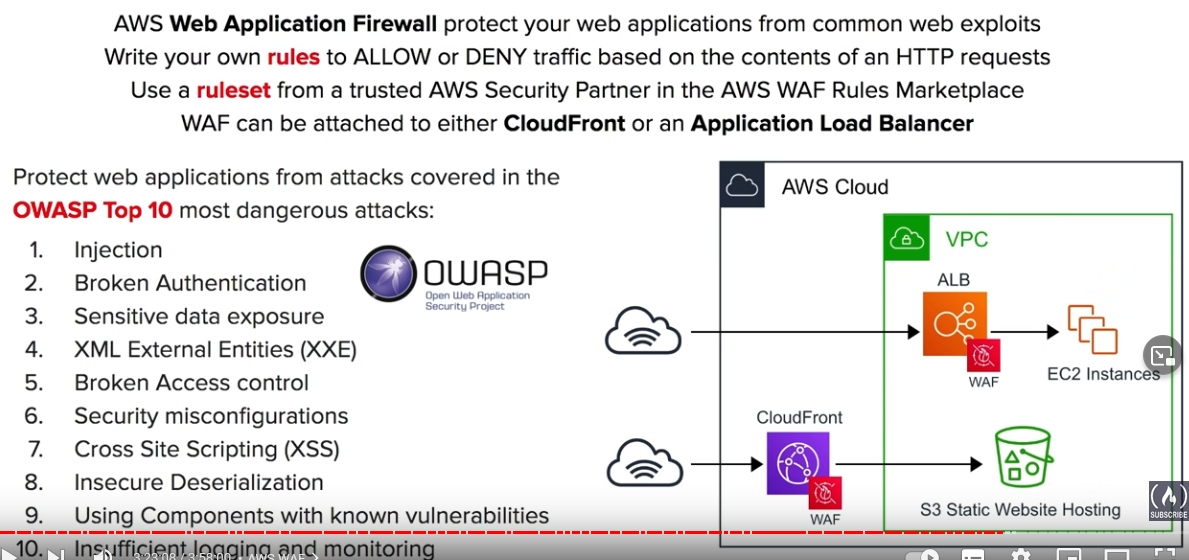 AWS Web Application Firewall protect your web applications from common web exploits
Write your own rules to ALLOW or DENY traffic based on the contents of an HTTP requests
Use a ruleset from a trusted AWS Security Partner in the AWS WAF Rules Marketplace
WAF can be attached to either CloudFront or an Application Load Balancer
Protect web applications from attacks covered in the
OWASP Top 10 most dangerous attacks:
1. Injection
2. Broken Authentication
3. Sensitive data exposure
4. XML External Entities (XXE)
5. Broken Access control
6. Security misconfigurations
7. Cross Site Scripting (XSS)
8. Insecure Deserialization
9. Using Components with known vulnerabilities
10. Insufficient logging and monitoring
OWASP
Open Web Application
Security Project
AWS Cloud
VPC
ALB
WAF
EC2 Instances
CloudFront
WAF
S3 Static Website Hosting
SUBSCRIBE
3:23:08 / 3:58:00 • AWS WAF >